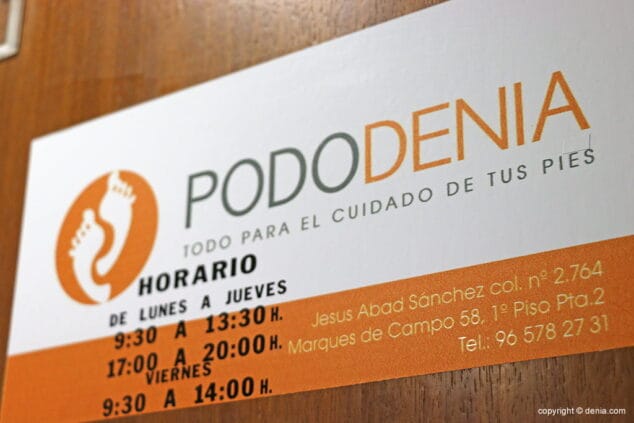 PODODENIA
TODO PARA EL CUIDADO DE TUS PIES
HORARIO
DE LUNES A JUEVES
9:30 A 13:30 H.
17:00 A 20:00 H.
VIERNES
9:30 A 14:00 H.
Jesus Abad Sánchez col. nº 2.764
Marques de Campo 58, 1º Piso Pta.2
Tel.: 96 578 27 31
copyright © denia.com